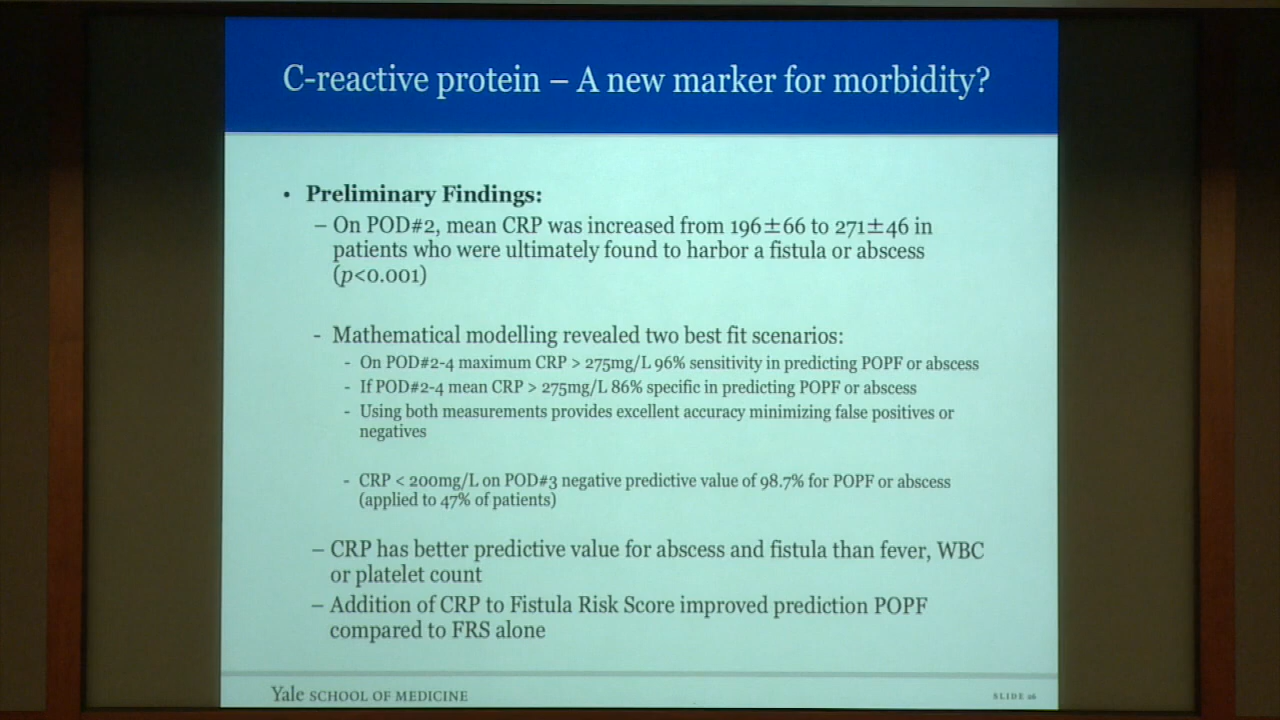 C-reactive protein – A new marker for morbidity?
• Preliminary Findings:
– On POD#2, mean CRP was increased from 196±66 to 271±46 in
patients who were ultimately found to harbor a fistula or abscess
(p<0.001)
- Mathematical modelling revealed two best fit scenarios:
- On POD#2-4 maximum CRP > 275mg/L 96% sensitivity in predicting POPF or abscess
- If POD#2-4 mean CRP > 275mg/L 86% specific in predicting POPF or abscess
- Using both measurements provides excellent accuracy minimizing false positives or
negatives
- CRP < 200mg/L on POD#3 negative predictive value of 98.7% for POPF or abscess
(applied to 47% of patients)
– CRP has better predictive value for abscess and fistula than fever, WBC
or platelet count
– Addition of CRP to Fistula Risk Score improved prediction POPF
compared to FRS alone
Yale SCHOOL OF MEDICINE
SLIDE 26